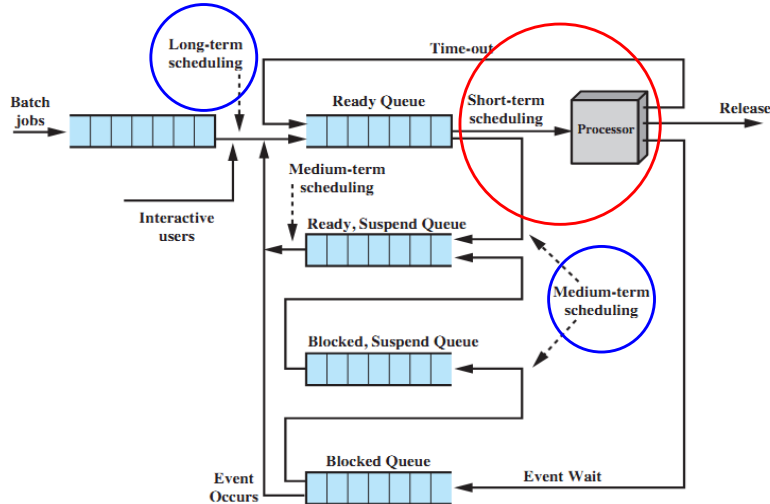 Long-term
scheduling
Time-out
Batch
jobs
Ready Queue
Short-term
scheduling
Processor
Release
Medium-term
scheduling
Interactive
users
Ready, Suspend Queue
Medium-term
scheduling
Blocked, Suspend Queue
Blocked Queue
Event
Occurs
Event Wait